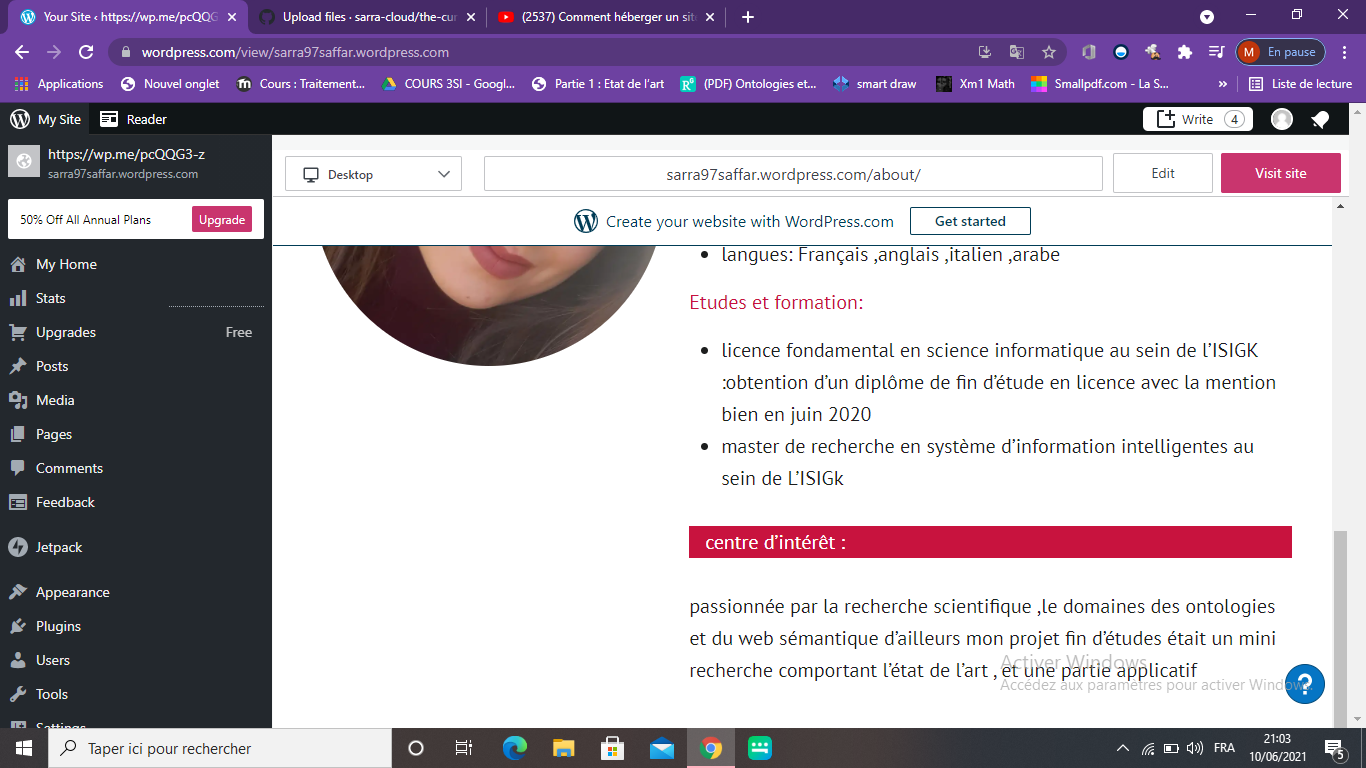 Your Site ‹ https://wp.me/pcQQG
Upload files · sarra-cloud/the-cur
(2537) Comment héberger un site
wordpress.com/view/sarra97saffar.wordpress.com
M En pause
Applications
Nouvel onglet
Cours : Traitement...
COURS 3SI - Googl...
Partie 1 : Etat de l'art
(PDF) Ontologies et...
smart draw
Xm1 Math
Smallpdf.com - La S...
»
Liste de lecture
My Site
Reader
Write 4
https://wp.me/pcQQG3-z
sarra97saffar.wordpress.com
50% Off All Annual Plans
Upgrade
My Home
Stats
Upgrades Free
Posts
Media
Pages
Comments
Feedback
Jetpack
Appearance
Plugins
Users
Tools
Settings
Desktop
sarra97saffar.wordpress.com/about/
Edit
Visit site
Create your website with WordPress.com
Get started
langues: Français ,anglais ,italien ,arabe
Etudes et formation:
licence fondamental en science informatique au sein de l'ISIGK
:obtention d'un diplôme de fin d'étude en licence avec la mention
bien en juin 2020
master de recherche en système d'information intelligentes au
sein de L'ISIGk
centre d'intérêt :
passionnée par la recherche scientifique ,le domaines des ontologies
et du web sémantique d'ailleurs mon projet fin d'études était un mini
recherche comportant l'état de l'art , et une partie applicatif
Activer Windows
Accédez aux paramètres pour activer Windows.
?
Taper ici pour rechercher
FRA
21:03
10/06/2021
5